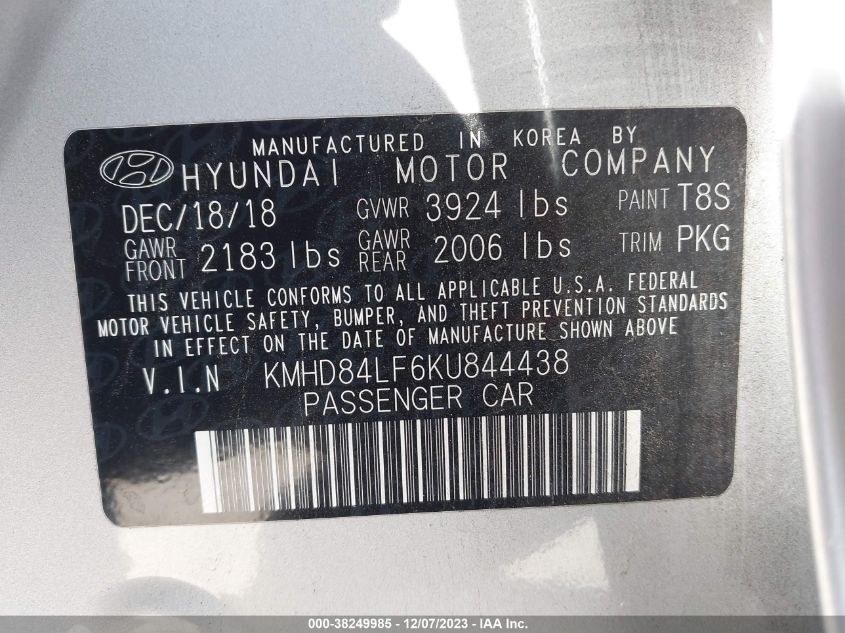 MANUFACTURED IN KOREA BY
HYUNDAI MOTOR COMPANY
DEC/18/18 GVWR 3924 lbs PAINT T8S
GAWR FRONT 2183 lbs GAWR REAR 2006 lbs TRIM PKG
THIS VEHICLE CONFORMS TO ALL APPLICABLE U.S.A. FEDERAL
MOTOR VEHICLE SAFETY, BUMPER, AND THEFT PREVENTION STANDARDS
IN EFFECT ON THE DATE OF MANUFACTURE SHOWN ABOVE
V.I.N KMHD84LF6KU844438
PASSENGER CAR
000-38249985 - 12/07/2023 - IAA Inc.